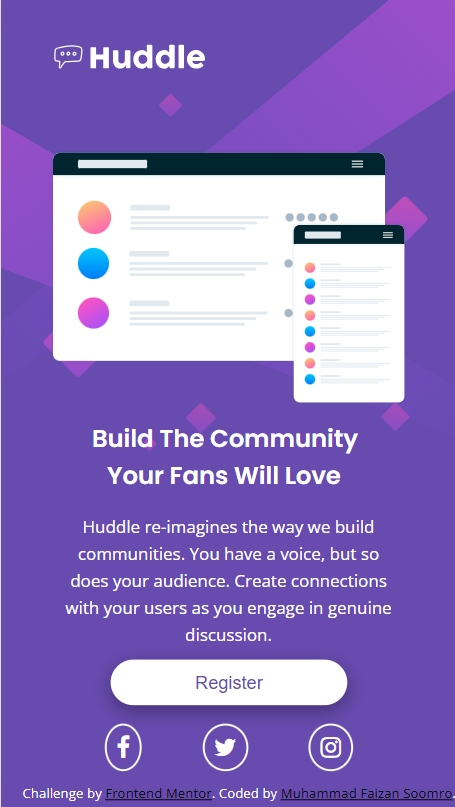 Huddle
Build The Community
Your Fans Will Love
Huddle re-imagines the way we build
communities. You have a voice, but so
does your audience. Create connections
with your users as you engage in genuine
discussion.
Register
Challenge by Frontend Mentor. Coded by Muhammad Faizan Soomro.